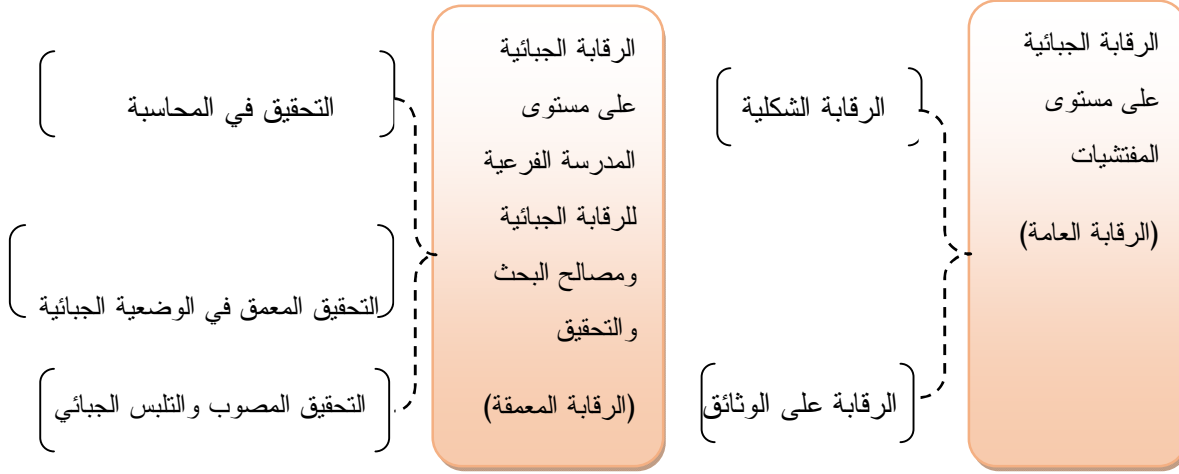 الرقابة الجبائية
على مستوى
المفتشيات
(الرقابة العامة)
الرقابة الشكلية
الرقابة على الوثائق
الرقابة الجبائية
على مستوى
المدرسة الفرعية
للرقابة الجبائية
ومصالح البحث
والتحقيق
(الرقابة المعمقة)
التحقيق في المحاسبة
التحقيق المعمق في الوضعية الجبائية
التحقيق المصوب والتلبس الجبائي